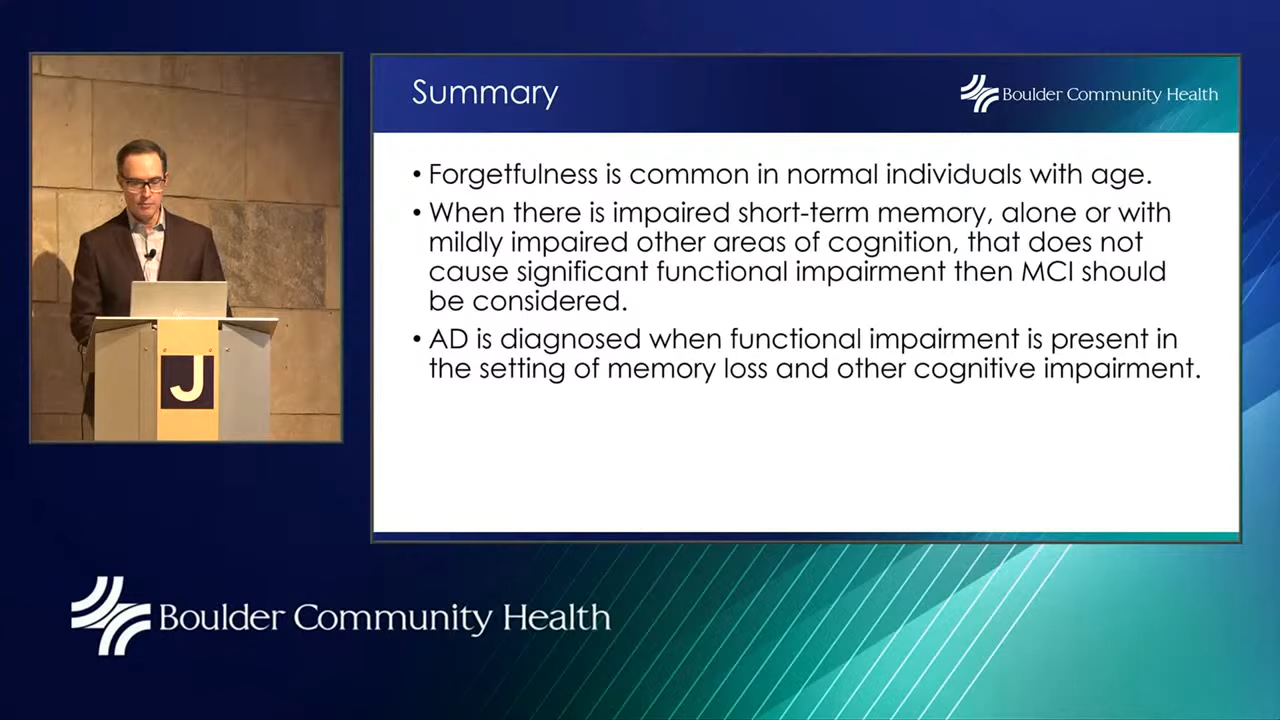 Summary
Boulder Community Health
• Forgetfulness is common in normal individuals with age.
• When there is impaired short-term memory, alone or with
mildly impaired other areas of cognition, that does not
cause significant functional impairment then MCI should
be considered.
• AD is diagnosed when functional impairment is present in
the setting of memory loss and other cognitive impairment.
J
Boulder Community Health